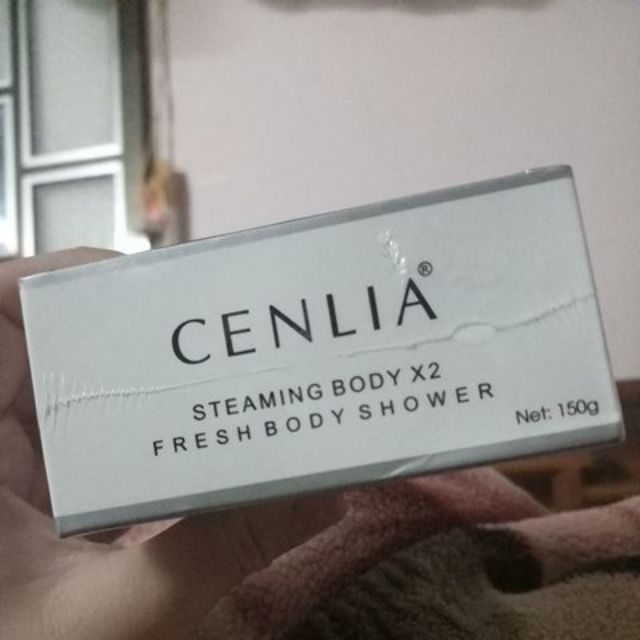 CENLIA®
STEAMING BODY X2
FRESH BODY SHOWER
Net: 150g